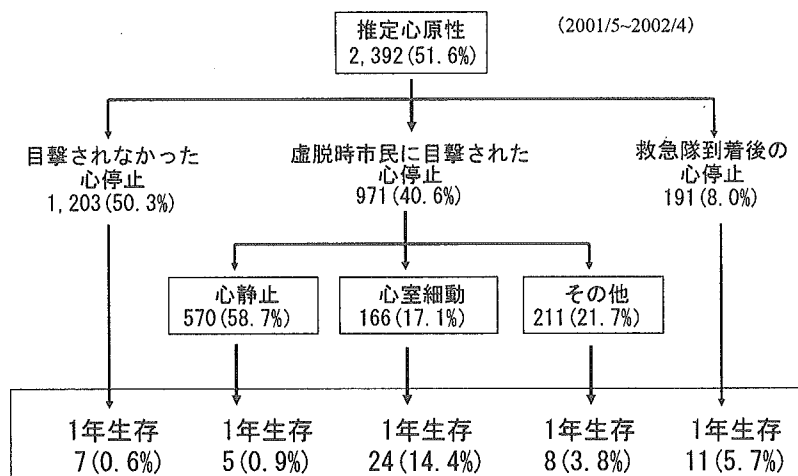 推定心原性
2,392(51.6%)
(2001/5~2002/4)
目撃されなかった
心停止
1,203(50.3%)
虚脱時市民に目撃された
心停止
971(40.6%)
救急隊到着後の
心停止
191(8.0%)
心静止
570(58.7%)
心室細動
166(17.1%)
その他
211(21.7%)
1年生存
7(0.6%)
1年生存
5(0.9%)
1年生存
24(14.4%)
1年生存
8(3.8%)
1年生存
11(5.7%)